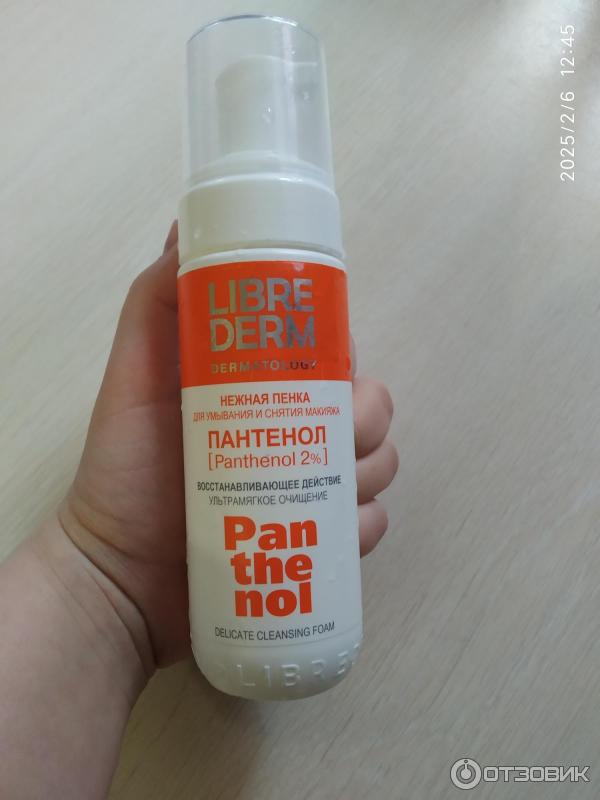 2025/2/6 12:45
LIBRE
DERM
DERMATOLOGY
НЕЖНАЯ ПЕНКА
ДЛЯ УМЫВАНИЯ И СНЯТИЯ МАКИЯЖА
ПАНТЕНОЛ
[Panthenol 2%]
ВОССТАНАВЛИВАЮЩЕЕ ДЕЙСТВИЕ
УЛЬТРАМЯГКОЕ ОЧИЩЕНИЕ
Pan
the
nol
DELICATE CLEANSING FOAM
LIBRE
ОТЗОВИК